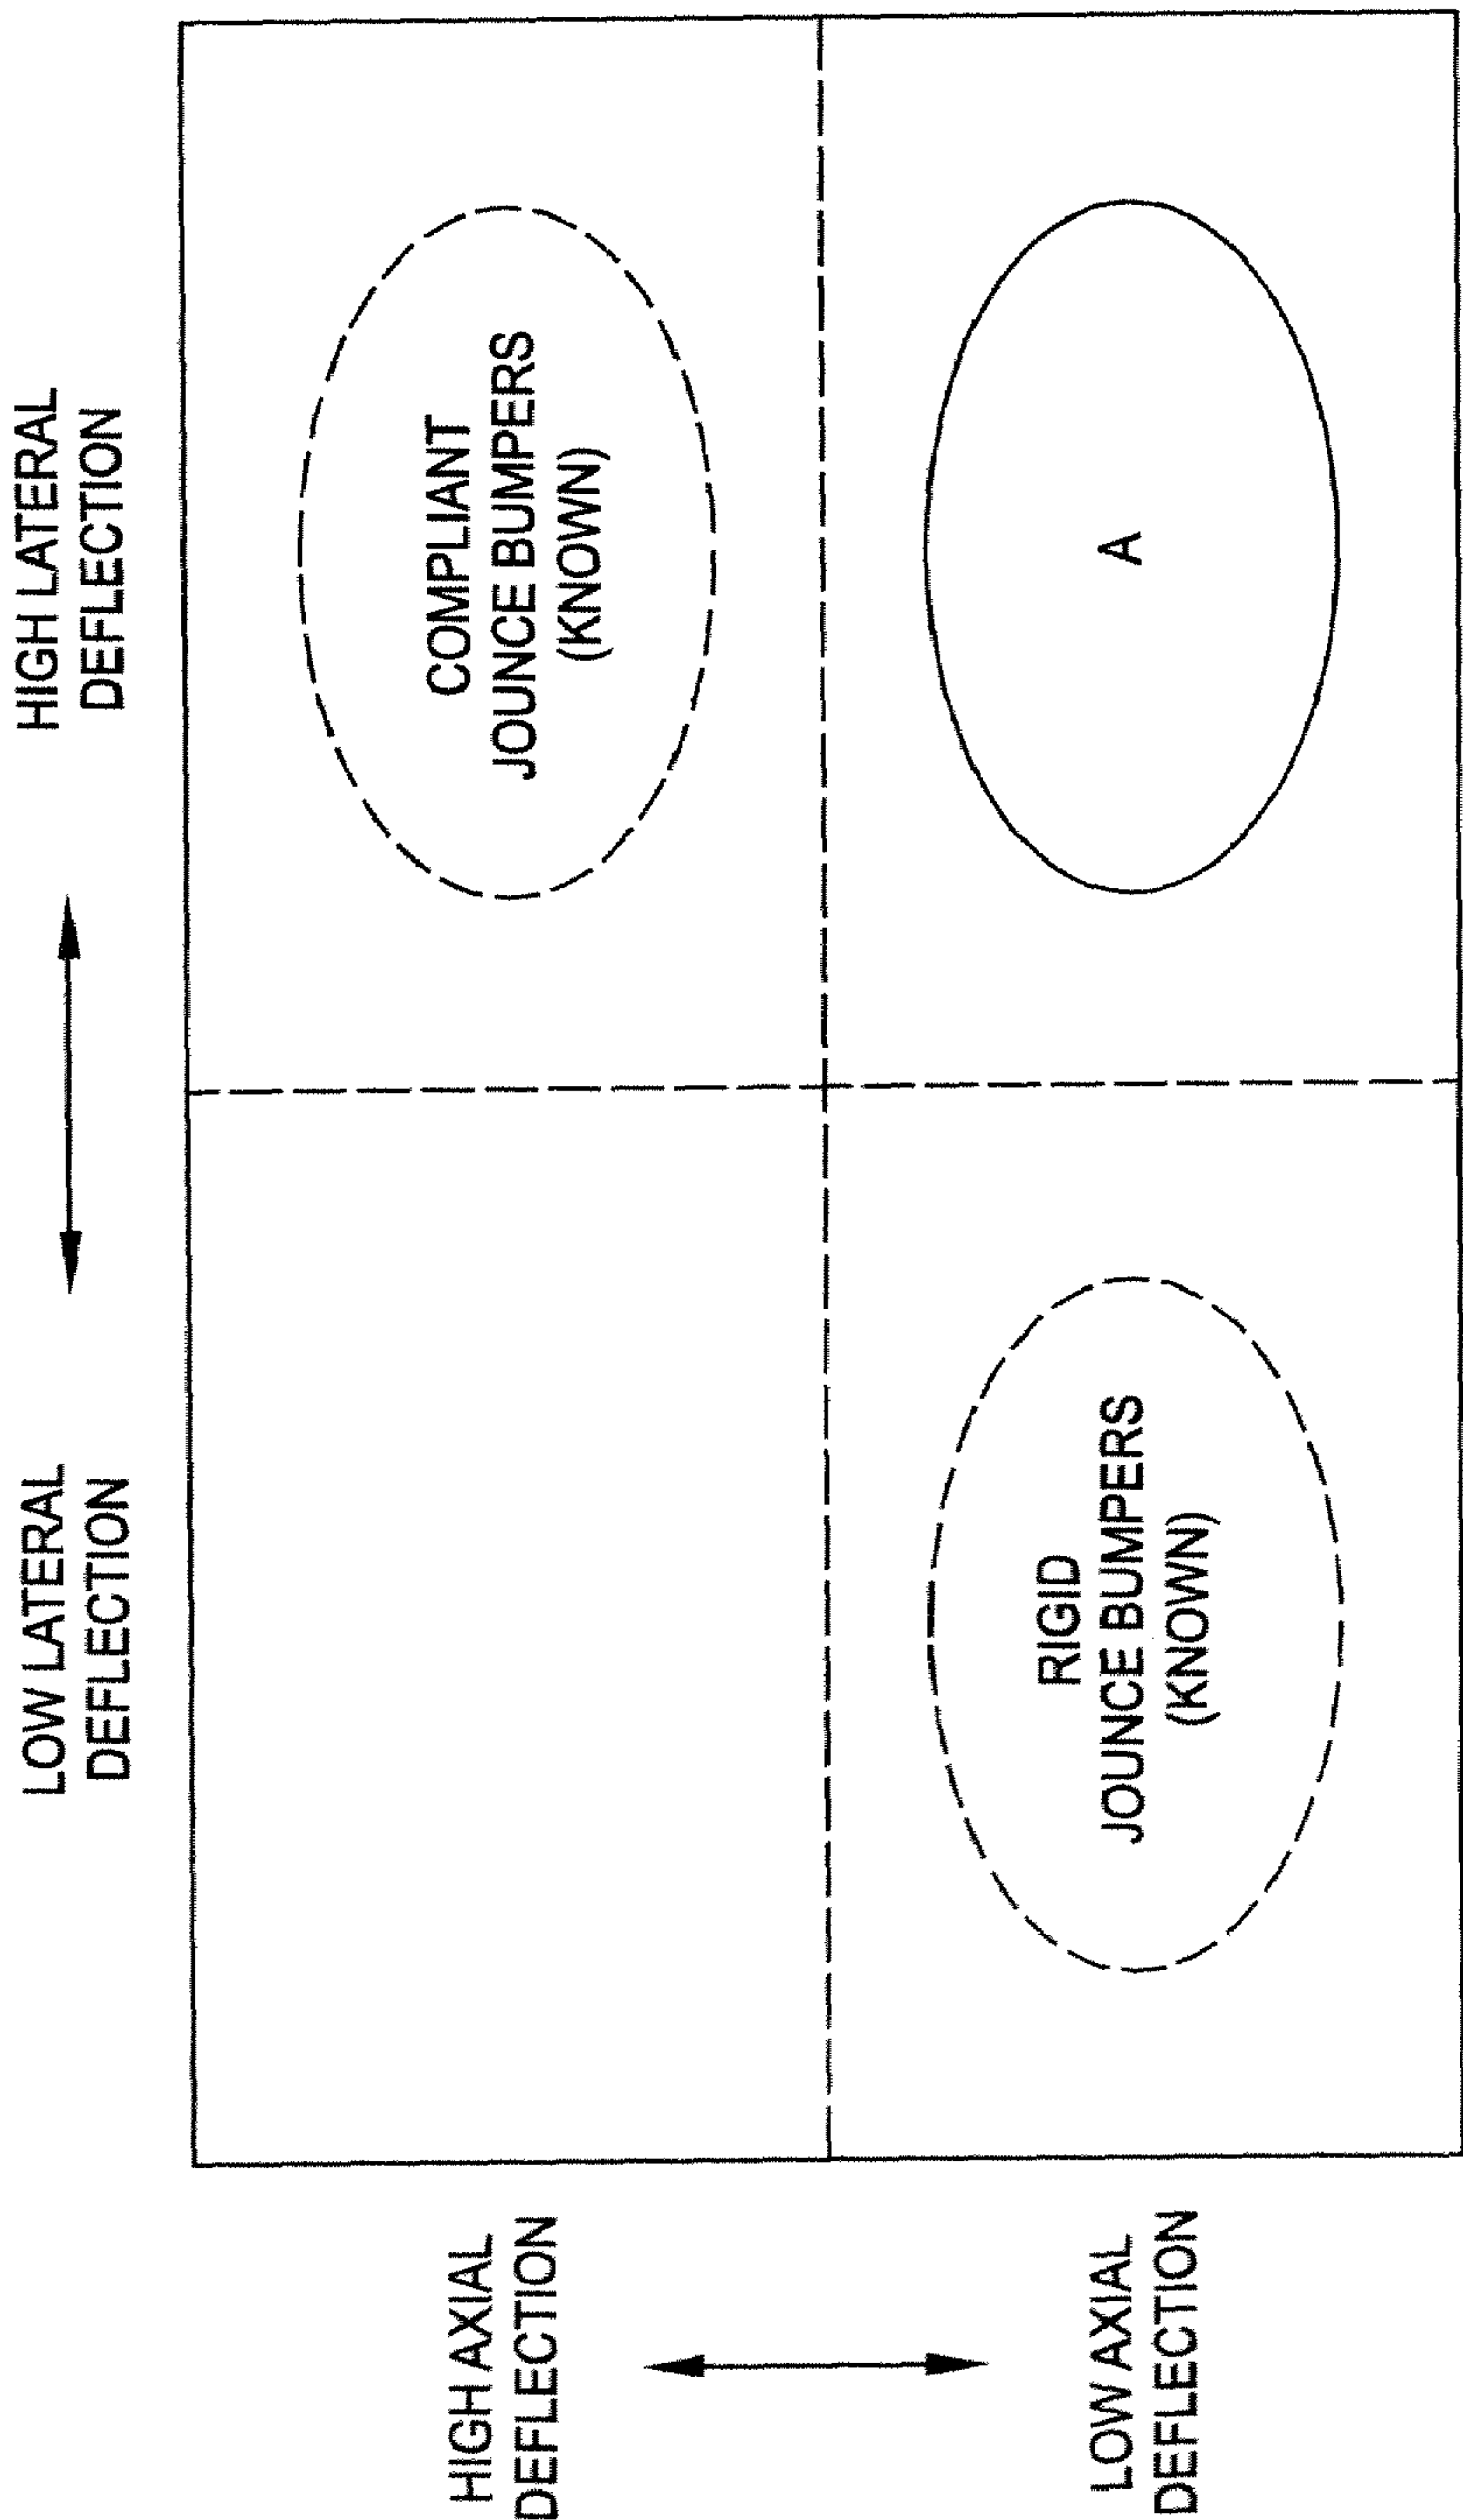 LOW LATERAL
DEFLECTION
HIGH LATERAL
DEFLECTION
HIGH AXIAL
DEFLECTION
COMPLIANT
JOUNCE BUMPERS
(KNOWN)
LOW AXIAL
DEFLECTION
RIGID
JOUNCE BUMPERS
(KNOWN)
A